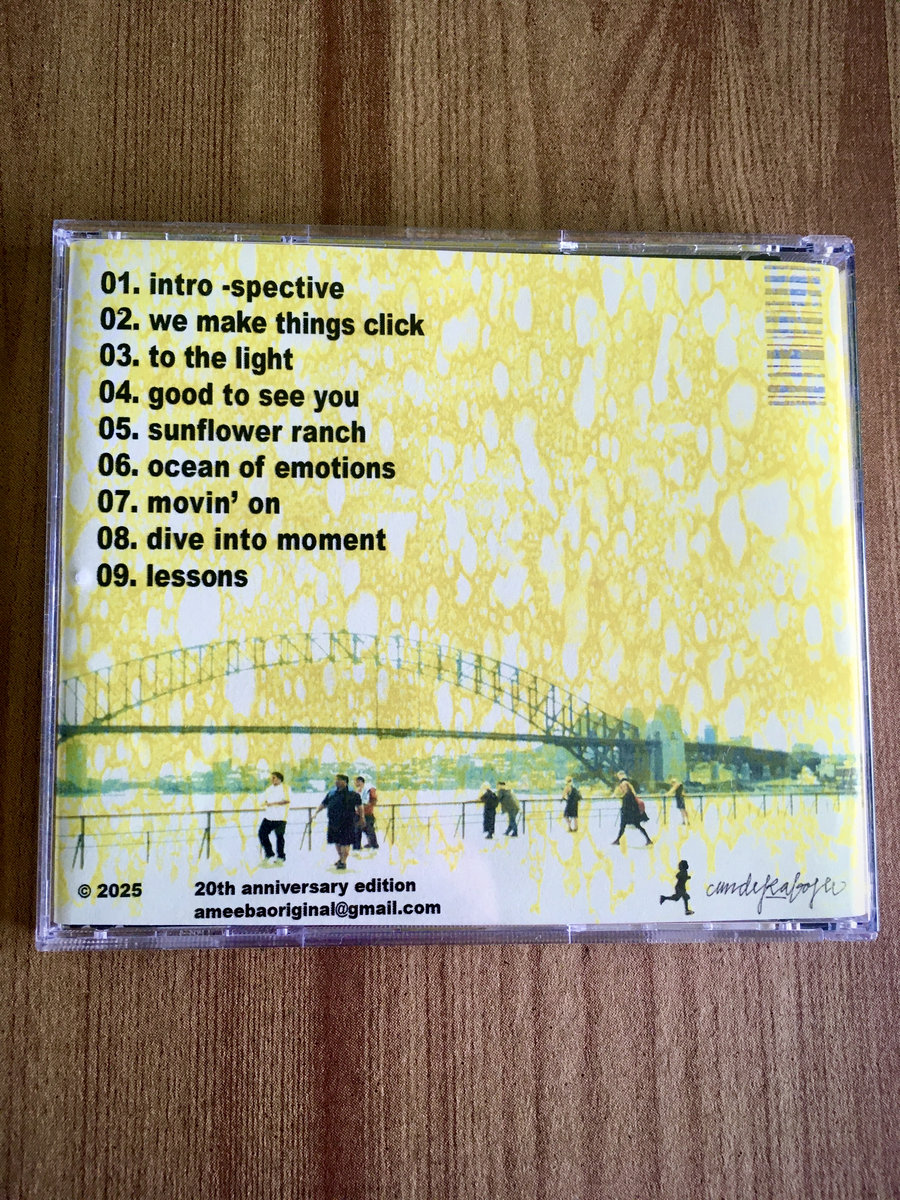 01. intro -spective
02. we make things click
03. to the light
04. good to see you
05. sunflower ranch
06. ocean of emotions
07. movin’ on
08. dive into moment
09. lessons
© 2025
20th anniversary edition
ameebaoriginal@gmail.com